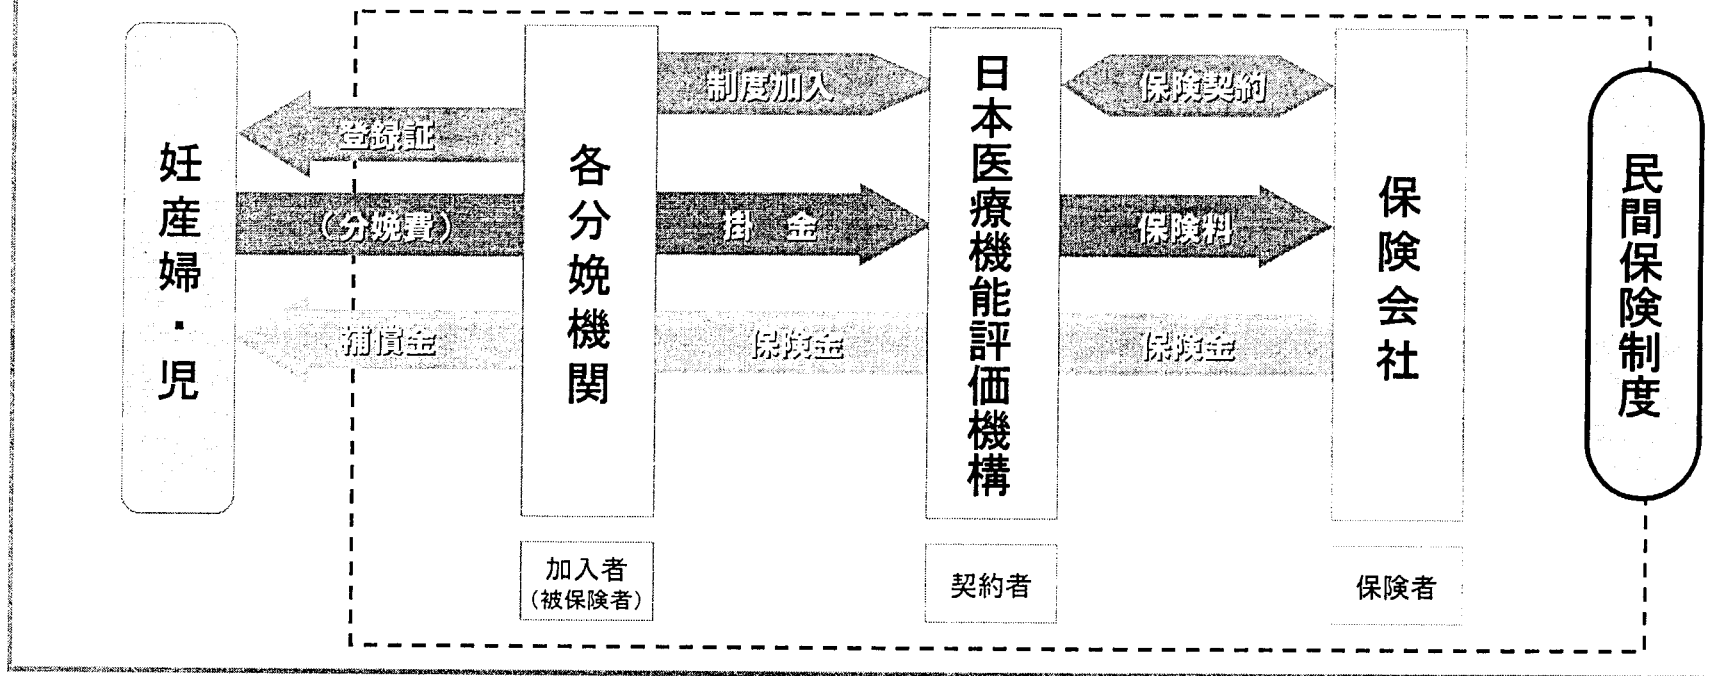 妊産婦・児
登録証
(分娩費)
補償金
各分娩機関
加入者
(被保険者)
制度加入
掛 金
保険金
日本医療機能評価機構
契約者
保険契約
保険料
保険金
保険会社
保険者
民間保険制度